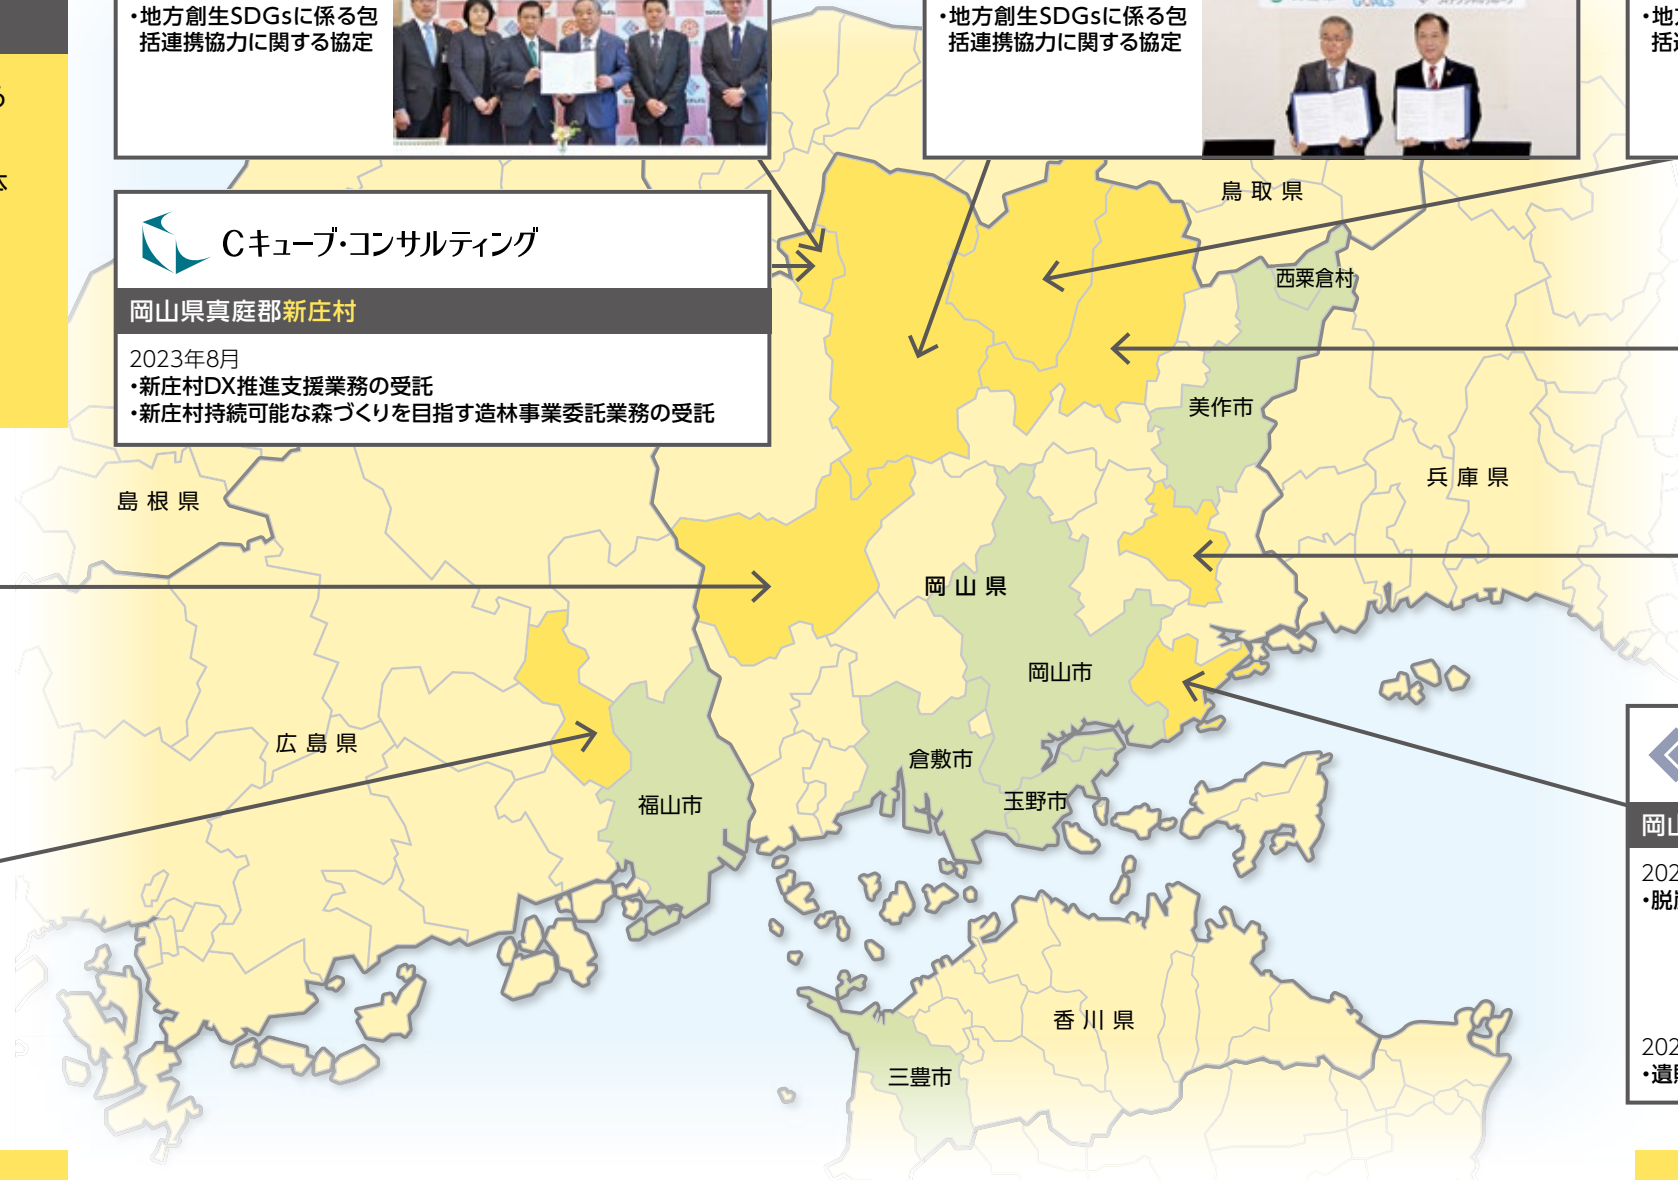 ・地方創生SDGsに係る包
括連携協力に関する協定
・地方創生SDGsに係る包
括連携協力に関する協定
GOALS
Cキューブ・コンサルティング
岡山県真庭郡新庄村
2023年8月
・新庄村DX推進支援業務の受託
・新庄村持続可能な森づくりを目指す造林事業委託業務の受託
鳥取県
西粟倉村
美作市
兵庫県
島根県
岡山県
岡山市
広島県
倉敷市
福山市
玉野市
香川県
三豊市